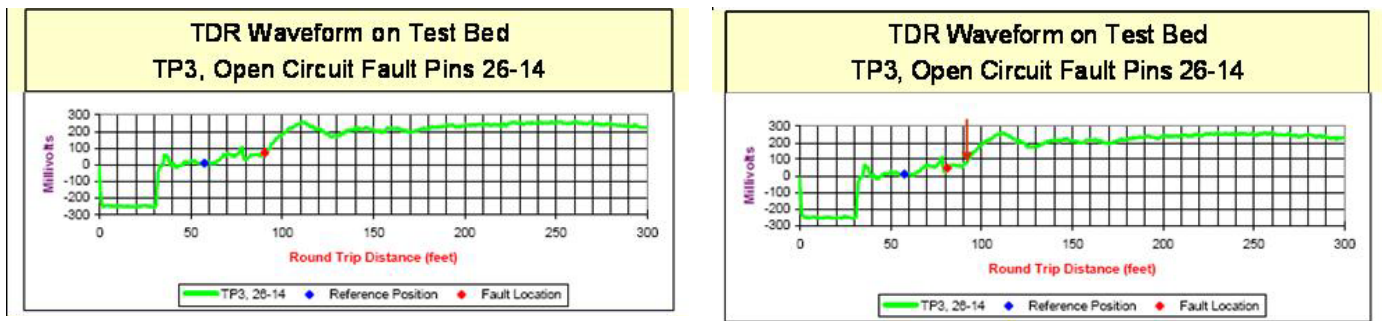 TDR Waveform on Test Bed
TP3, Open Circuit Fault Pins 26-14
Millivolts
300
200
100
0
-100
-200
-300
0 50 100 150 200 250 300
Round Trip Distance (feet)
TP3, 26-14 Reference Position Fault Location
TDR Waveform on Test Bed
TP3, Open Circuit Fault Pins 26-14
Millivolts
300
200
100
0
-100
-200
-300
0 50 100 150 200 250 300
Round Trip Distance (feet)
TP3, 26-14 Reference Position Fault Location